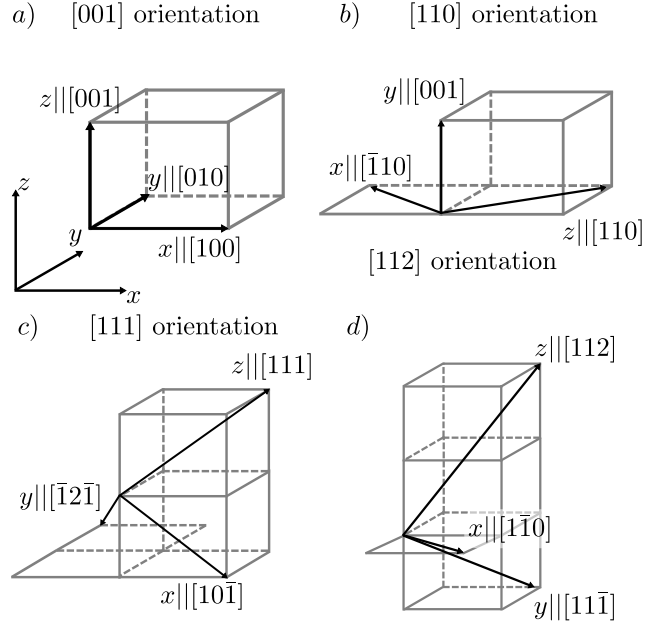 a) [001] orientation
z||[001]
y||[010]
x||[100]
z
y
x
b) [110] orientation
y||[001]
x||[1̄10]
z||[110]
c) [111] orientation
z||[111]
y||[1̄21̄]
x||[101̄]
[112] orientation
d)
z||[112]
x||[11̄0]
y||[111̄]